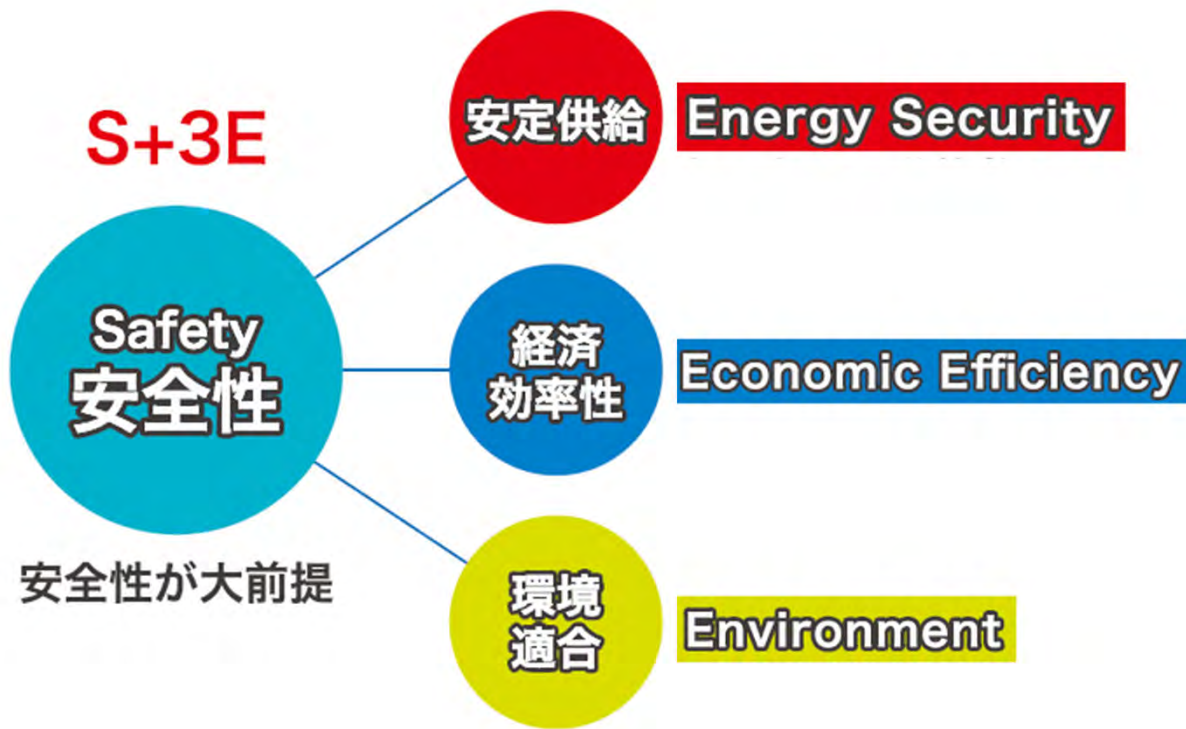 S+3E
Safety
安全性
安全性が大前提
安定供給
Energy Security
経済
効率性
Economic Efficiency
環境
適合
Environment